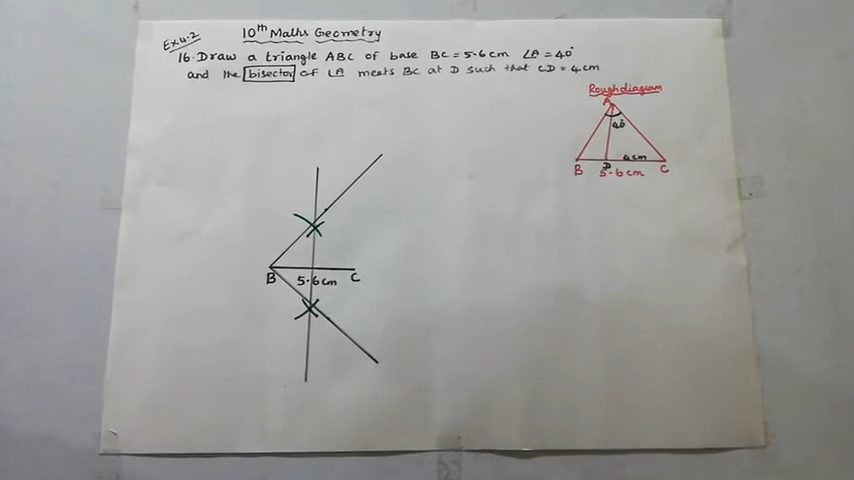 Ex 4.2
10th Maths Geometry
16. Draw a triangle ABC of base BC = 5.6 cm ∠A = 40°
and the bisector of ∠A meets BC at D such that CD = 4 cm
Rough diagram
A
40°
4 cm
B D C
5.6 cm
B 5.6 cm C